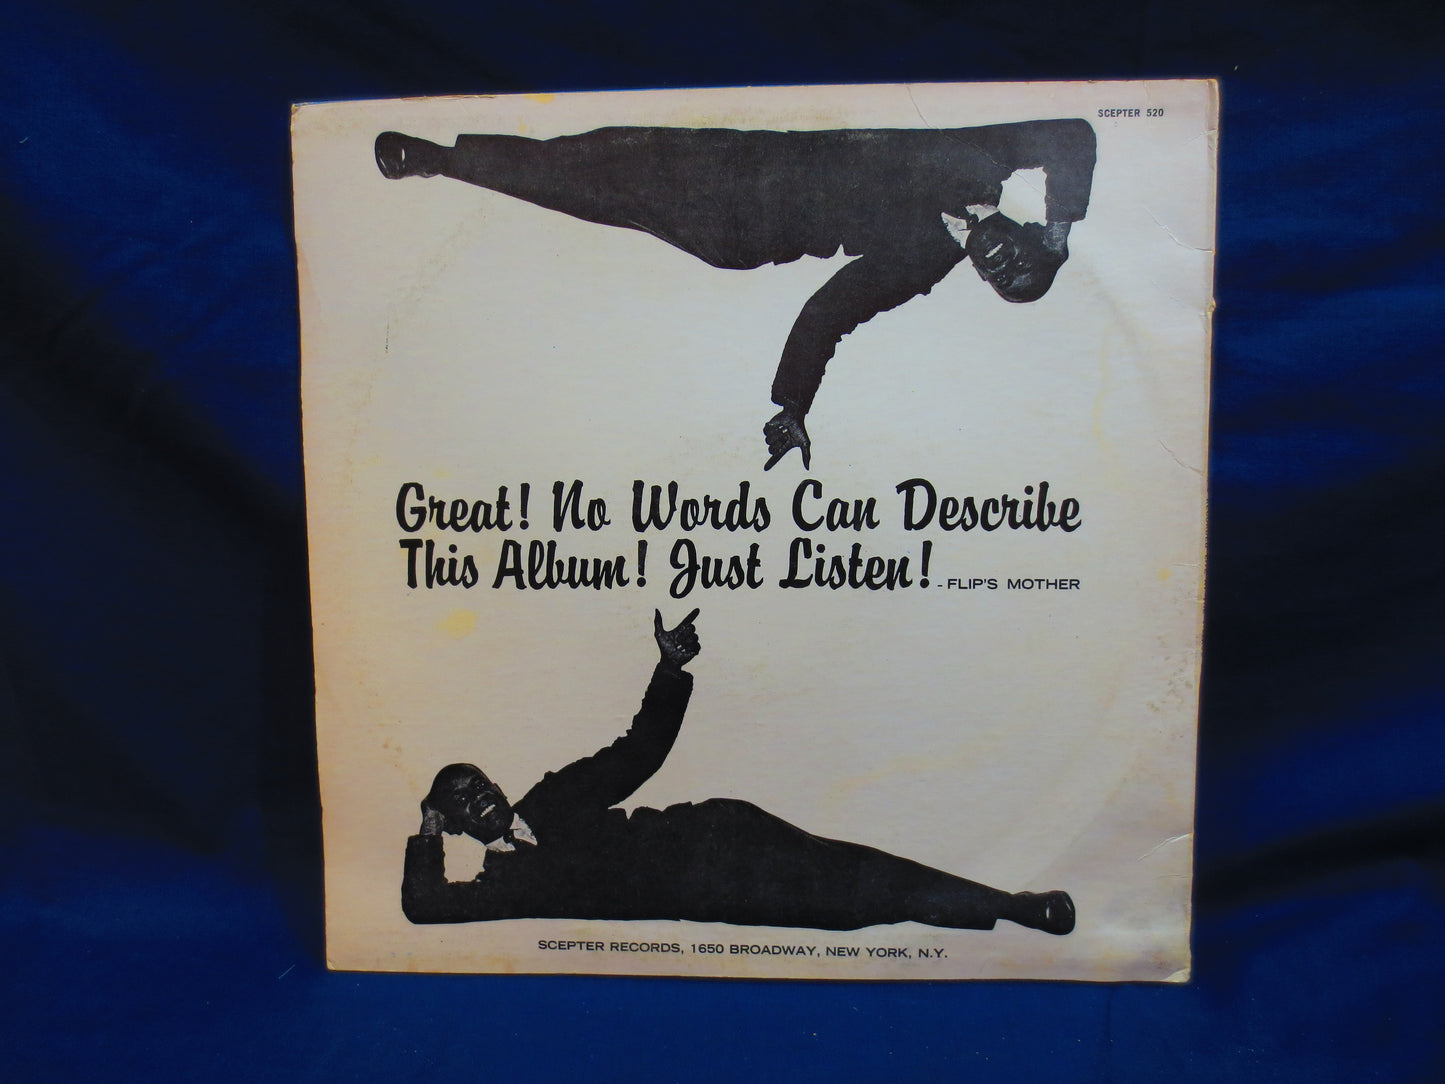 SCEPTER 520
Great! No Words Can Describe
This Album! Just Listen!
- FLIP'S MOTHER
SCEPTER RECORDS, 1650 BROADWAY, NEW YORK, N.Y.